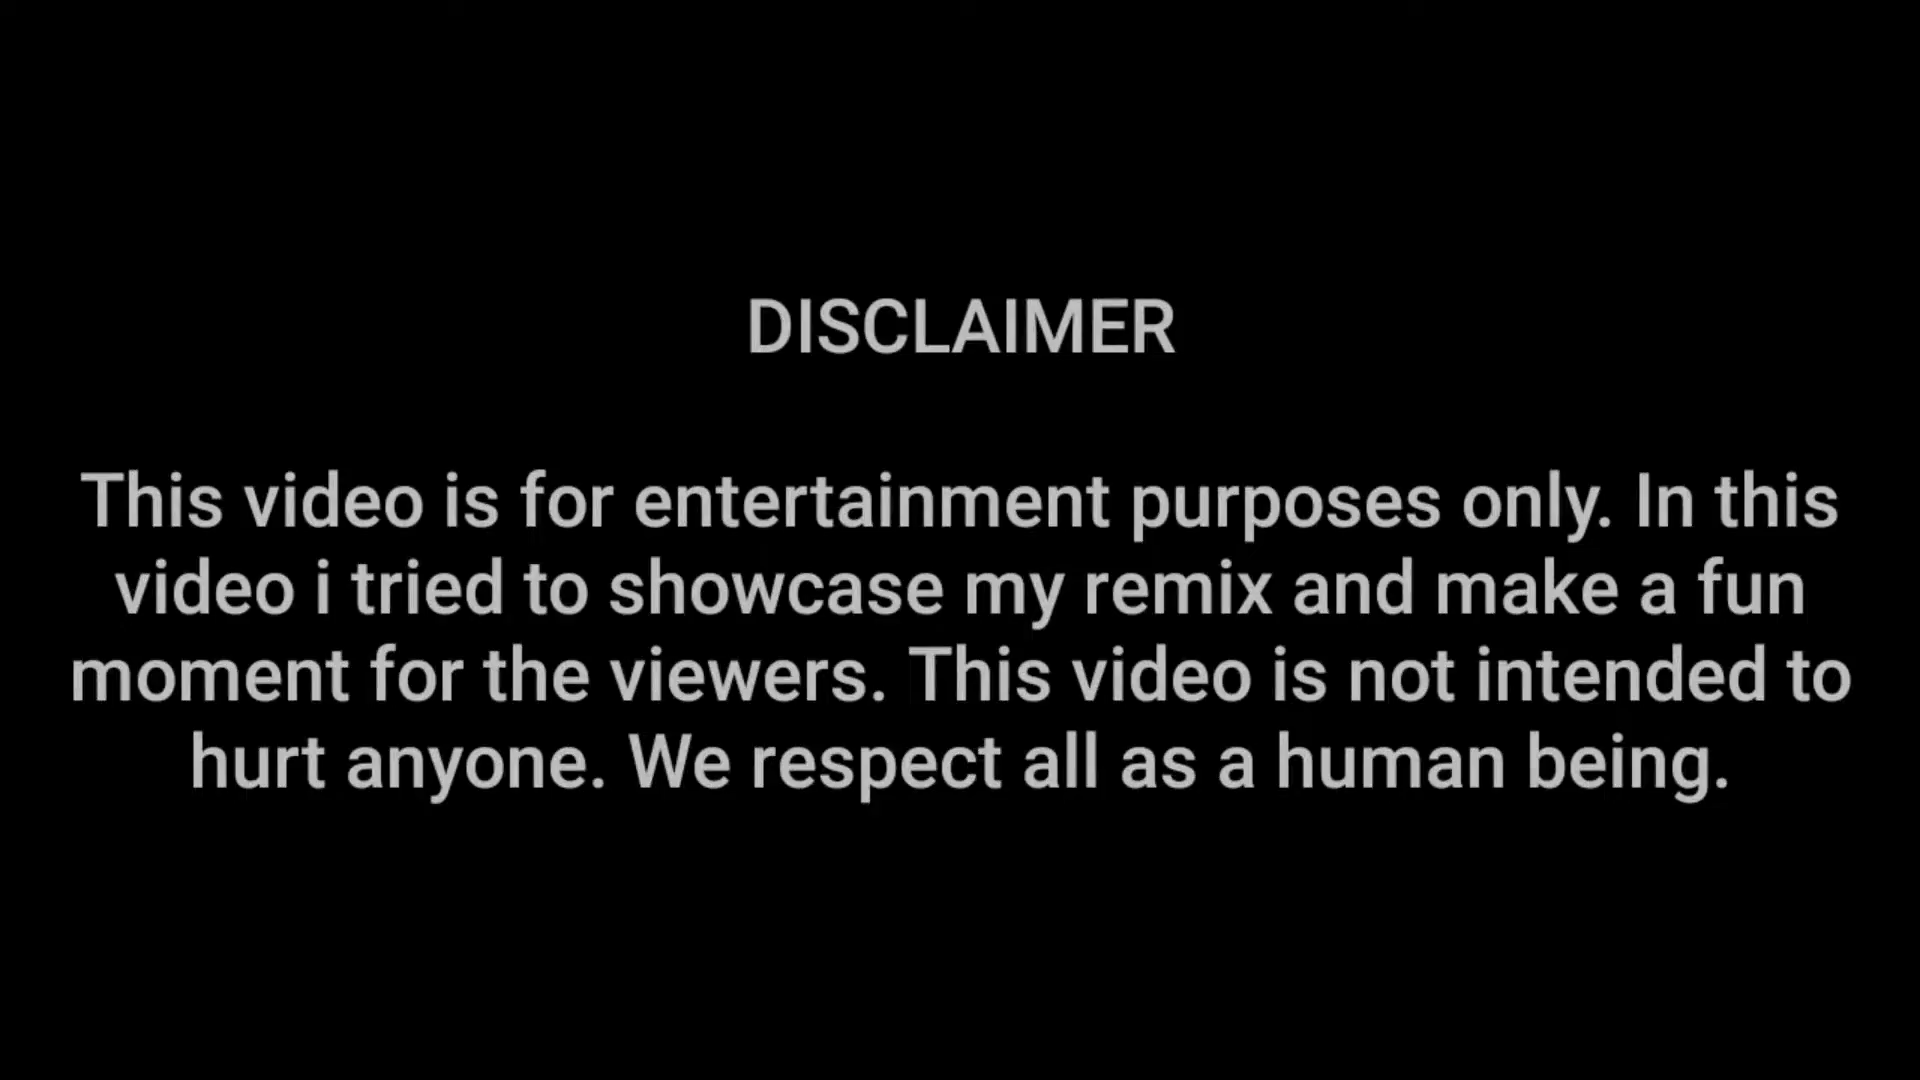 DISCLAIMER
This video is for entertainment purposes only. In this
video i tried to showcase my remix and make a fun
moment for the viewers. This video is not intended to
hurt anyone. We respect all as a human being.